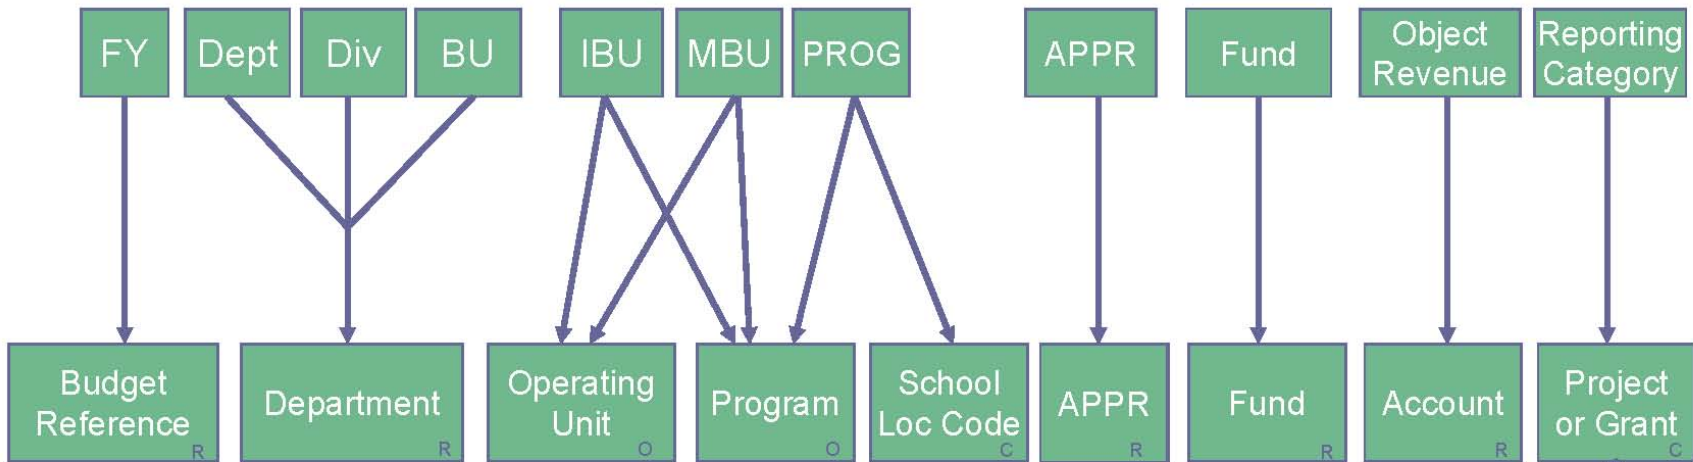 FY
Dept
Div
BU
IBU
MBU
PROG
APPR
Fund
Object
Revenue
Reporting
Category
Budget
Reference
R
Department
R
Operating
Unit
O
Program
O
School
Loc Code
C
APPR
R
Fund
R
Account
R
Project
or Grant
C